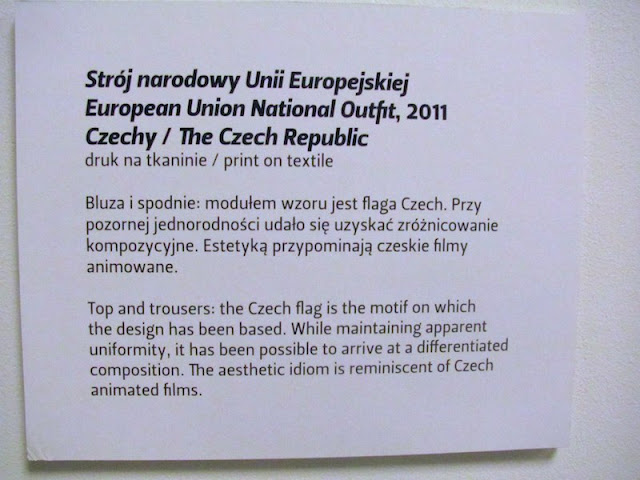 Strój narodowy Unii Europejskiej
European Union National Outfit, 2011
Czechy / The Czech Republic
druk na tkaninie / print on textile
Bluza i spodnie: modułem wzoru jest flaga Czech. Przy
pozornej jednorodności udało się uzyskać zróżnicowanie
kompozycyjne. Estetyką przypominają czeskie filmy
animowane.
Top and trousers: the Czech flag is the motif on which
the design has been based. While maintaining apparent
uniformity, it has been possible to arrive at a differentiated
composition. The aesthetic idiom is reminiscent of Czech
animated films.